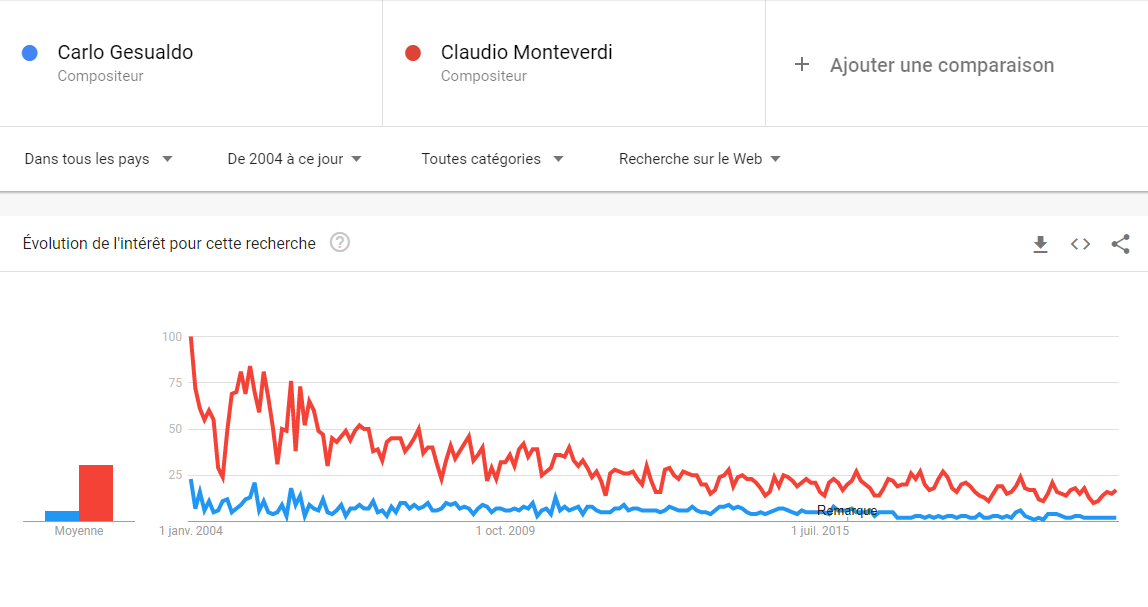 Carlo Gesualdo
Compositeur
Claudio Monteverdi
Compositeur
Ajouter une comparaison
Dans tous les pays
De 2004 à ce jour
Toutes catégories
Recherche sur le Web
Évolution de l'intérêt pour cette recherche
100
75
50
25
Remarque
Moyenne
1 janv. 2004
1 oct. 2009
1 juil. 2015